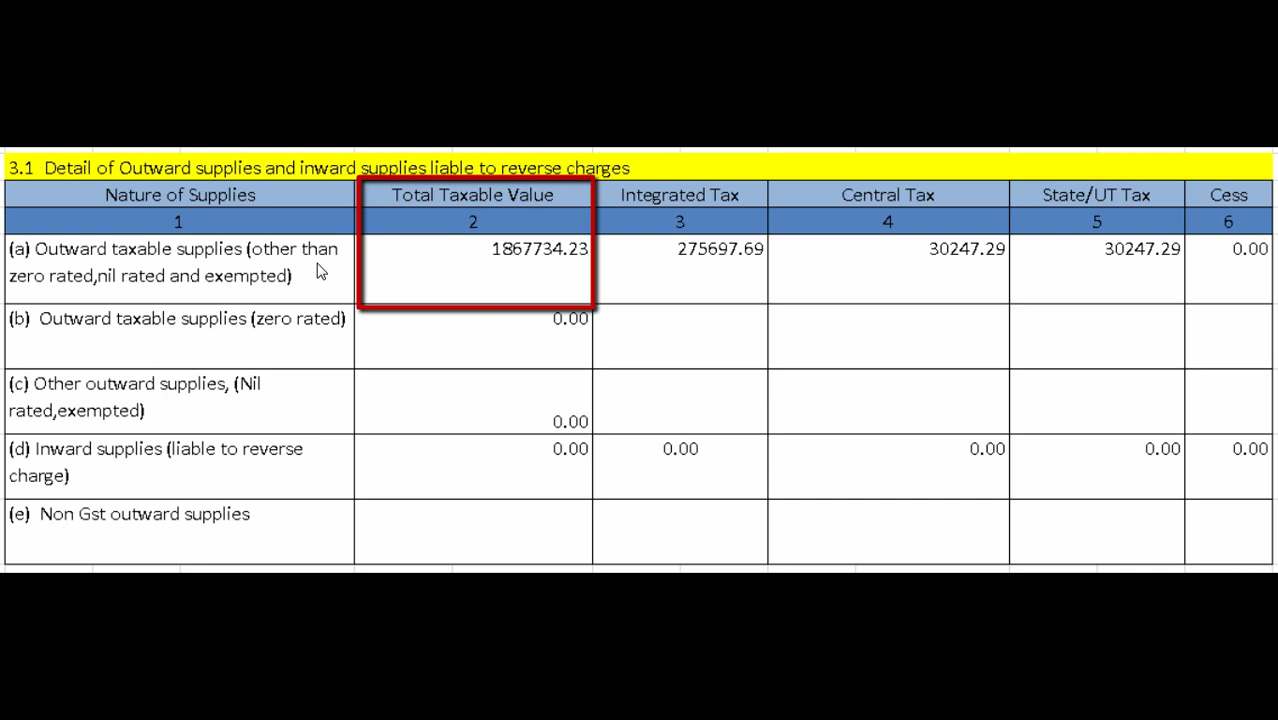 3.1 Detail of Outward supplies and inward supplies liable to reverse charges
Nature of Supplies Total Taxable Value Integrated Tax Central Tax State/UT Tax Cess
1 2 3 4 5 6
(a) Outward taxable supplies (other than 1867734.23 275697.69 30247.29 30247.29 0.00
zero rated,nil rated and exempted)
(b) Outward taxable supplies (zero rated) 0.00
(c) Other outward supplies, (Nil
rated,exempted)
0.00
(d) Inward supplies (liable to reverse 0.00 0.00 0.00 0.00 0.00
charge)
(e) Non Gst outward supplies